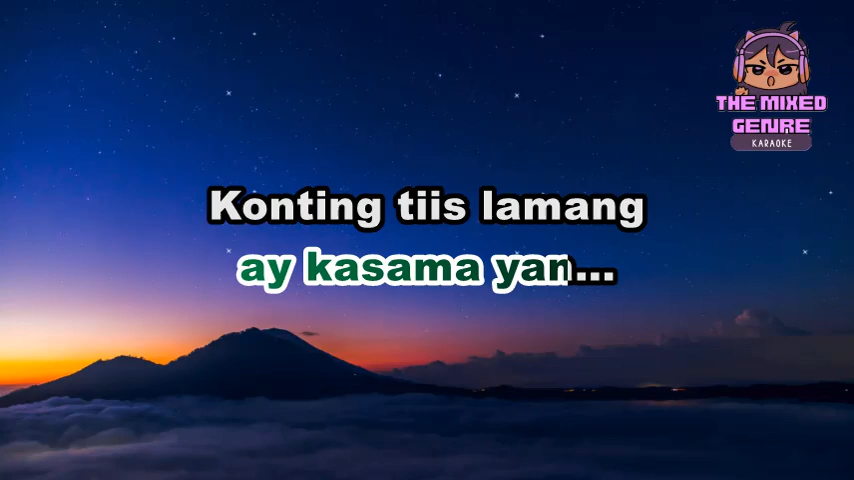 THE MIXED
GENRE
KARAOKE
Konting tiis lamang
ay kasama yan...